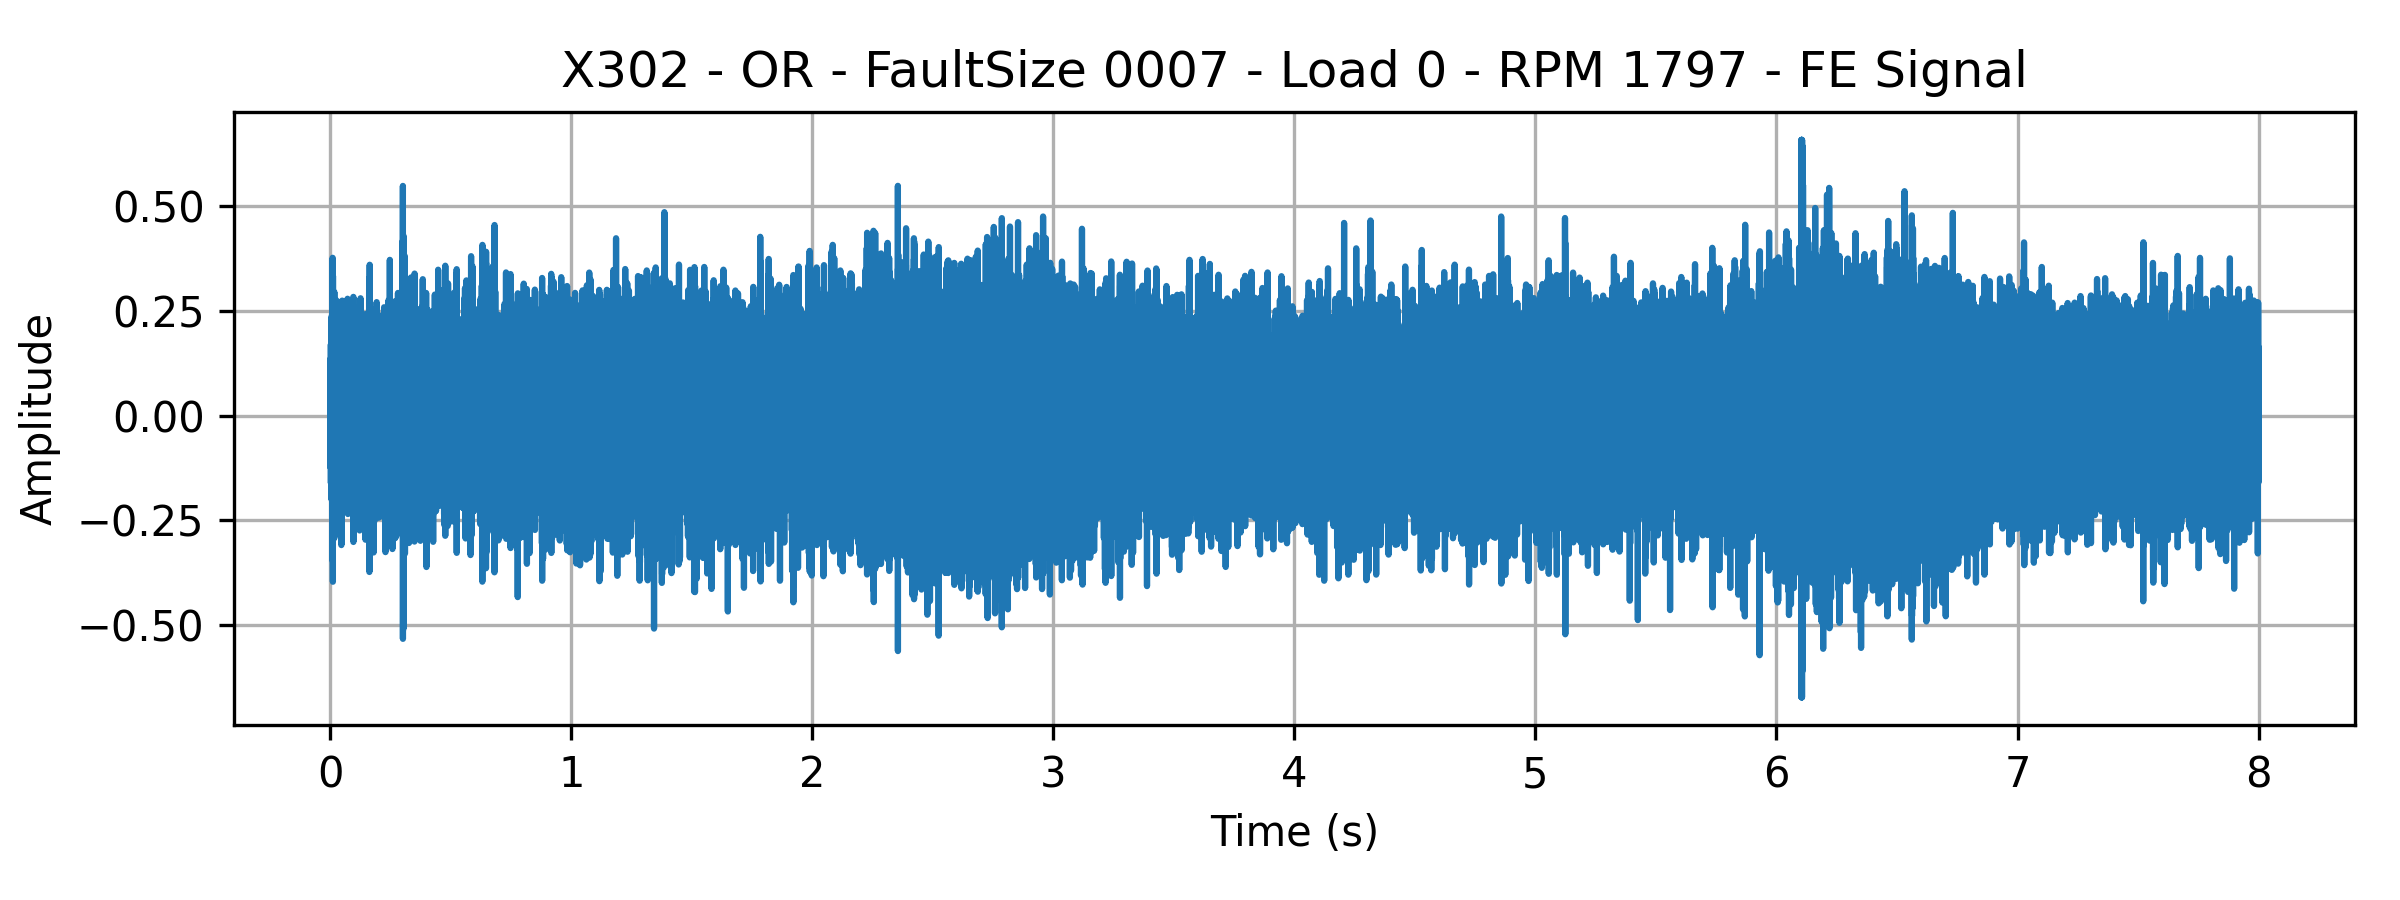 X302 - OR - FaultSize 0007 - Load 0 - RPM 1797 - FE Signal
Amplitude
0.50
0.25
0.00
−0.25
−0.50
0 1 2 3 4 5 6 7 8
Time (s)